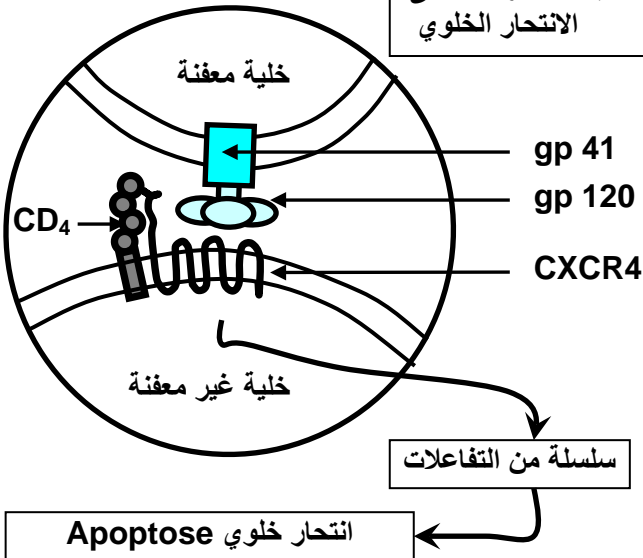 الانتحار الخلوي
خلية معفنة
gp 41
gp 120
CD4
CXCR4
خلية غير معفنة
سلسلة من التفاعلات
انتحار خلوي Apoptose